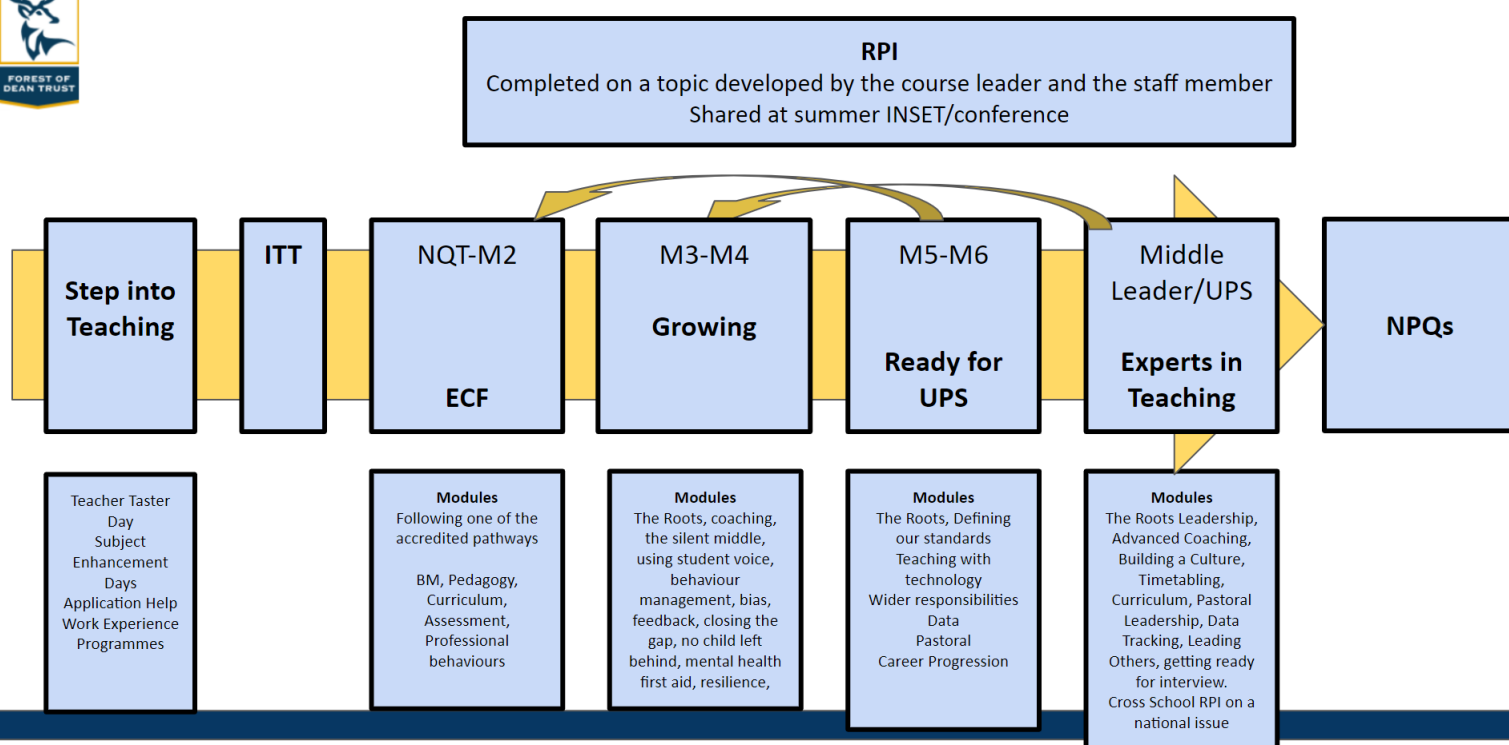 FOREST OF
DEAN TRUST
RPI
Completed on a topic developed by the course leader and the staff member
Shared at summer INSET/conference
Step into
Teaching
ITT
NQT-M2
ECF
M3-M4
Growing
M5-M6
Ready for
UPS
Middle
Leader/UPS
Experts in
Teaching
NPQs
Teacher Taster
Day
Subject
Enhancement
Days
Application Help
Work Experience
Programmes
Modules
Following one of the
accredited pathways
BM, Pedagogy,
Curriculum,
Assessment,
Professional
behaviours
Modules
The Roots, coaching,
the silent middle,
using student voice,
behaviour
management, bias,
feedback, closing the
gap, no child left
behind, mental health
first aid, resilience,
Modules
The Roots, Defining
our standards
Teaching with
technology
Wider responsibilities
Data
Pastoral
Career Progression
Modules
The Roots Leadership,
Advanced Coaching,
Building a Culture,
Timetabling,
Curriculum, Pastoral
Leadership, Data
Tracking, Leading
Others, getting ready
for interview.
Cross School RPI on a
national issue